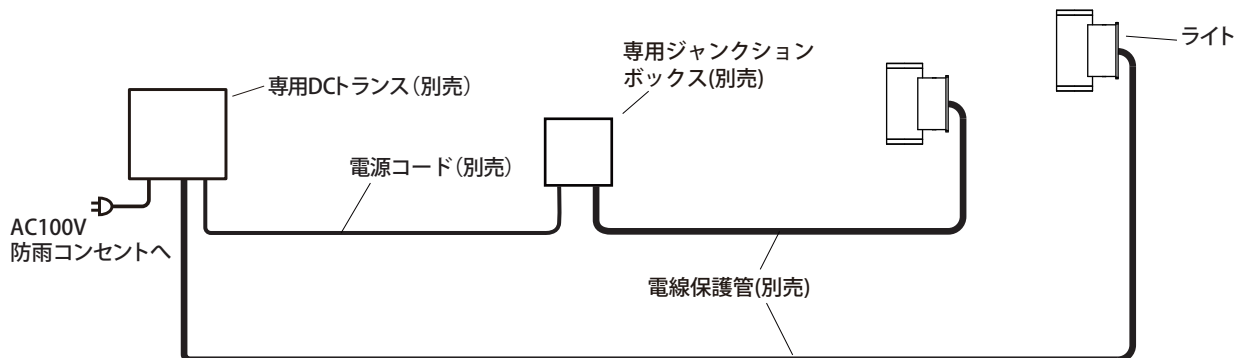 ライト
専用ジャンクション
ボックス(別売)
専用DCトランス（別売）
電源コード（別売）
AC100V
防雨コンセントへ
電線保護管(別売)